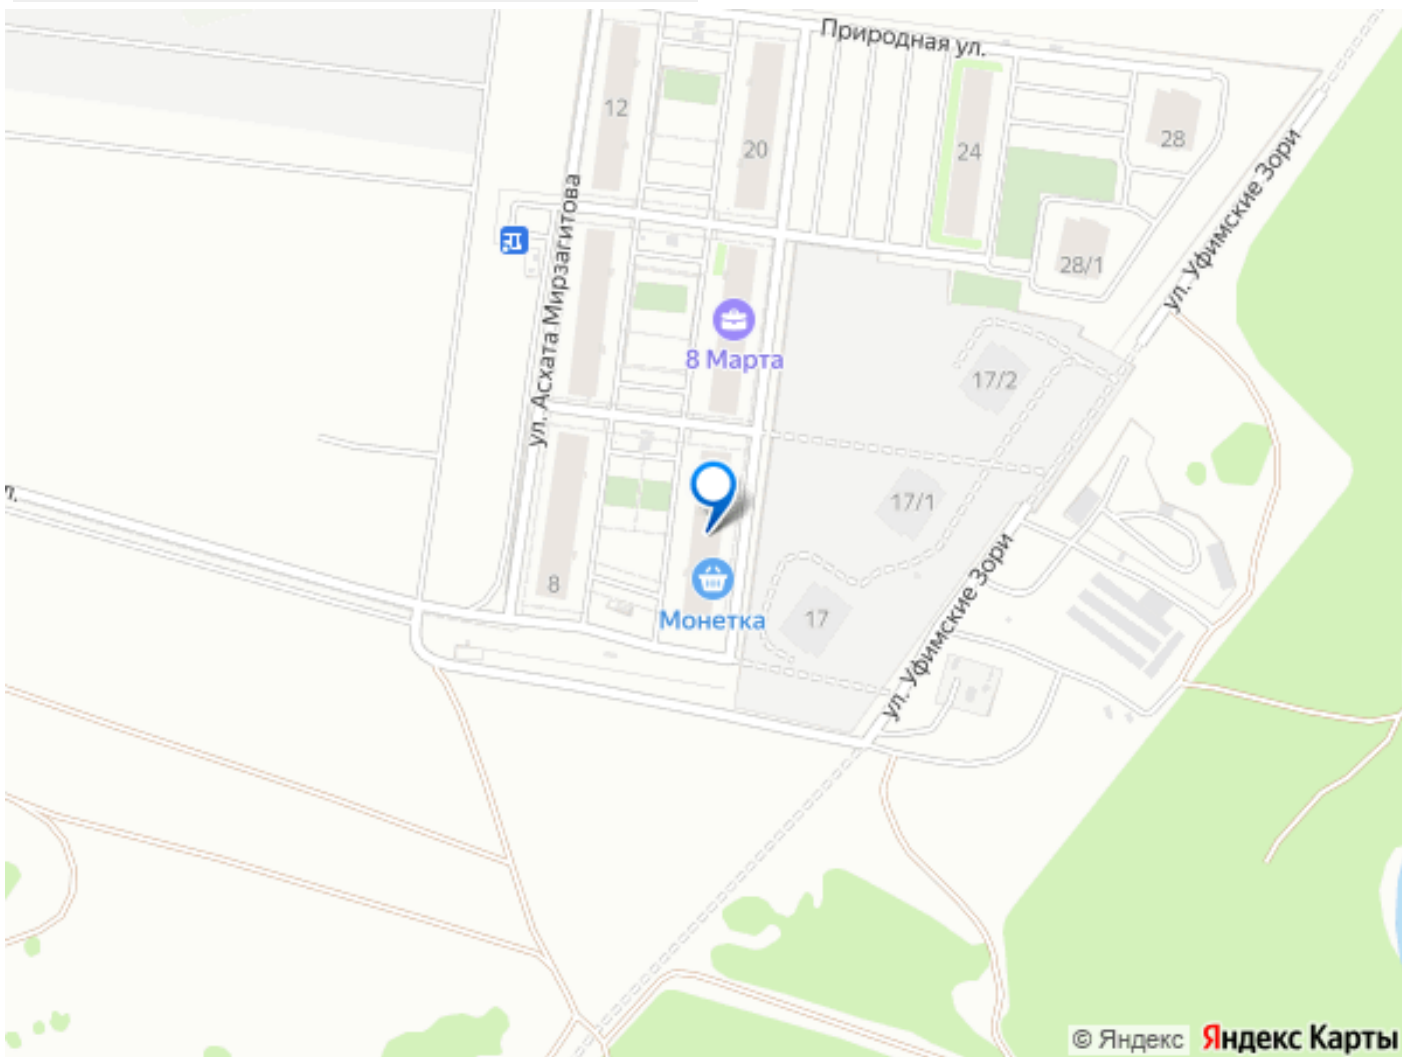 Природная ул.
12
20
24
28
ул. Уфимские Зори
28/1
ул. Асхата Мирзагитова
8 Марта
17/2
17/1
л.
8
Монетка
17
ул. Уфимские Зори
© Яндекс Яндекс Карты